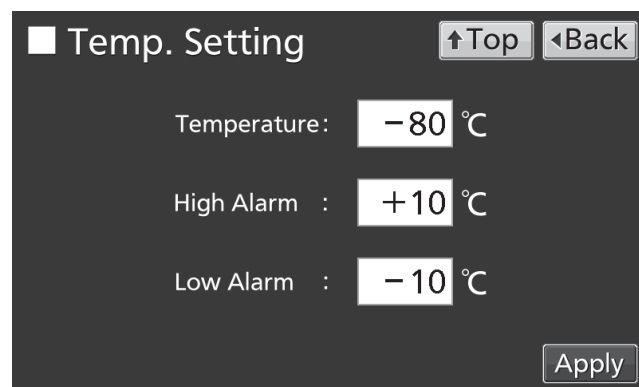 ■ Temp. Setting ↑Top ◂Back
Temperature: −80 ℃
High Alarm : +10 ℃
Low Alarm : −10 ℃
Apply